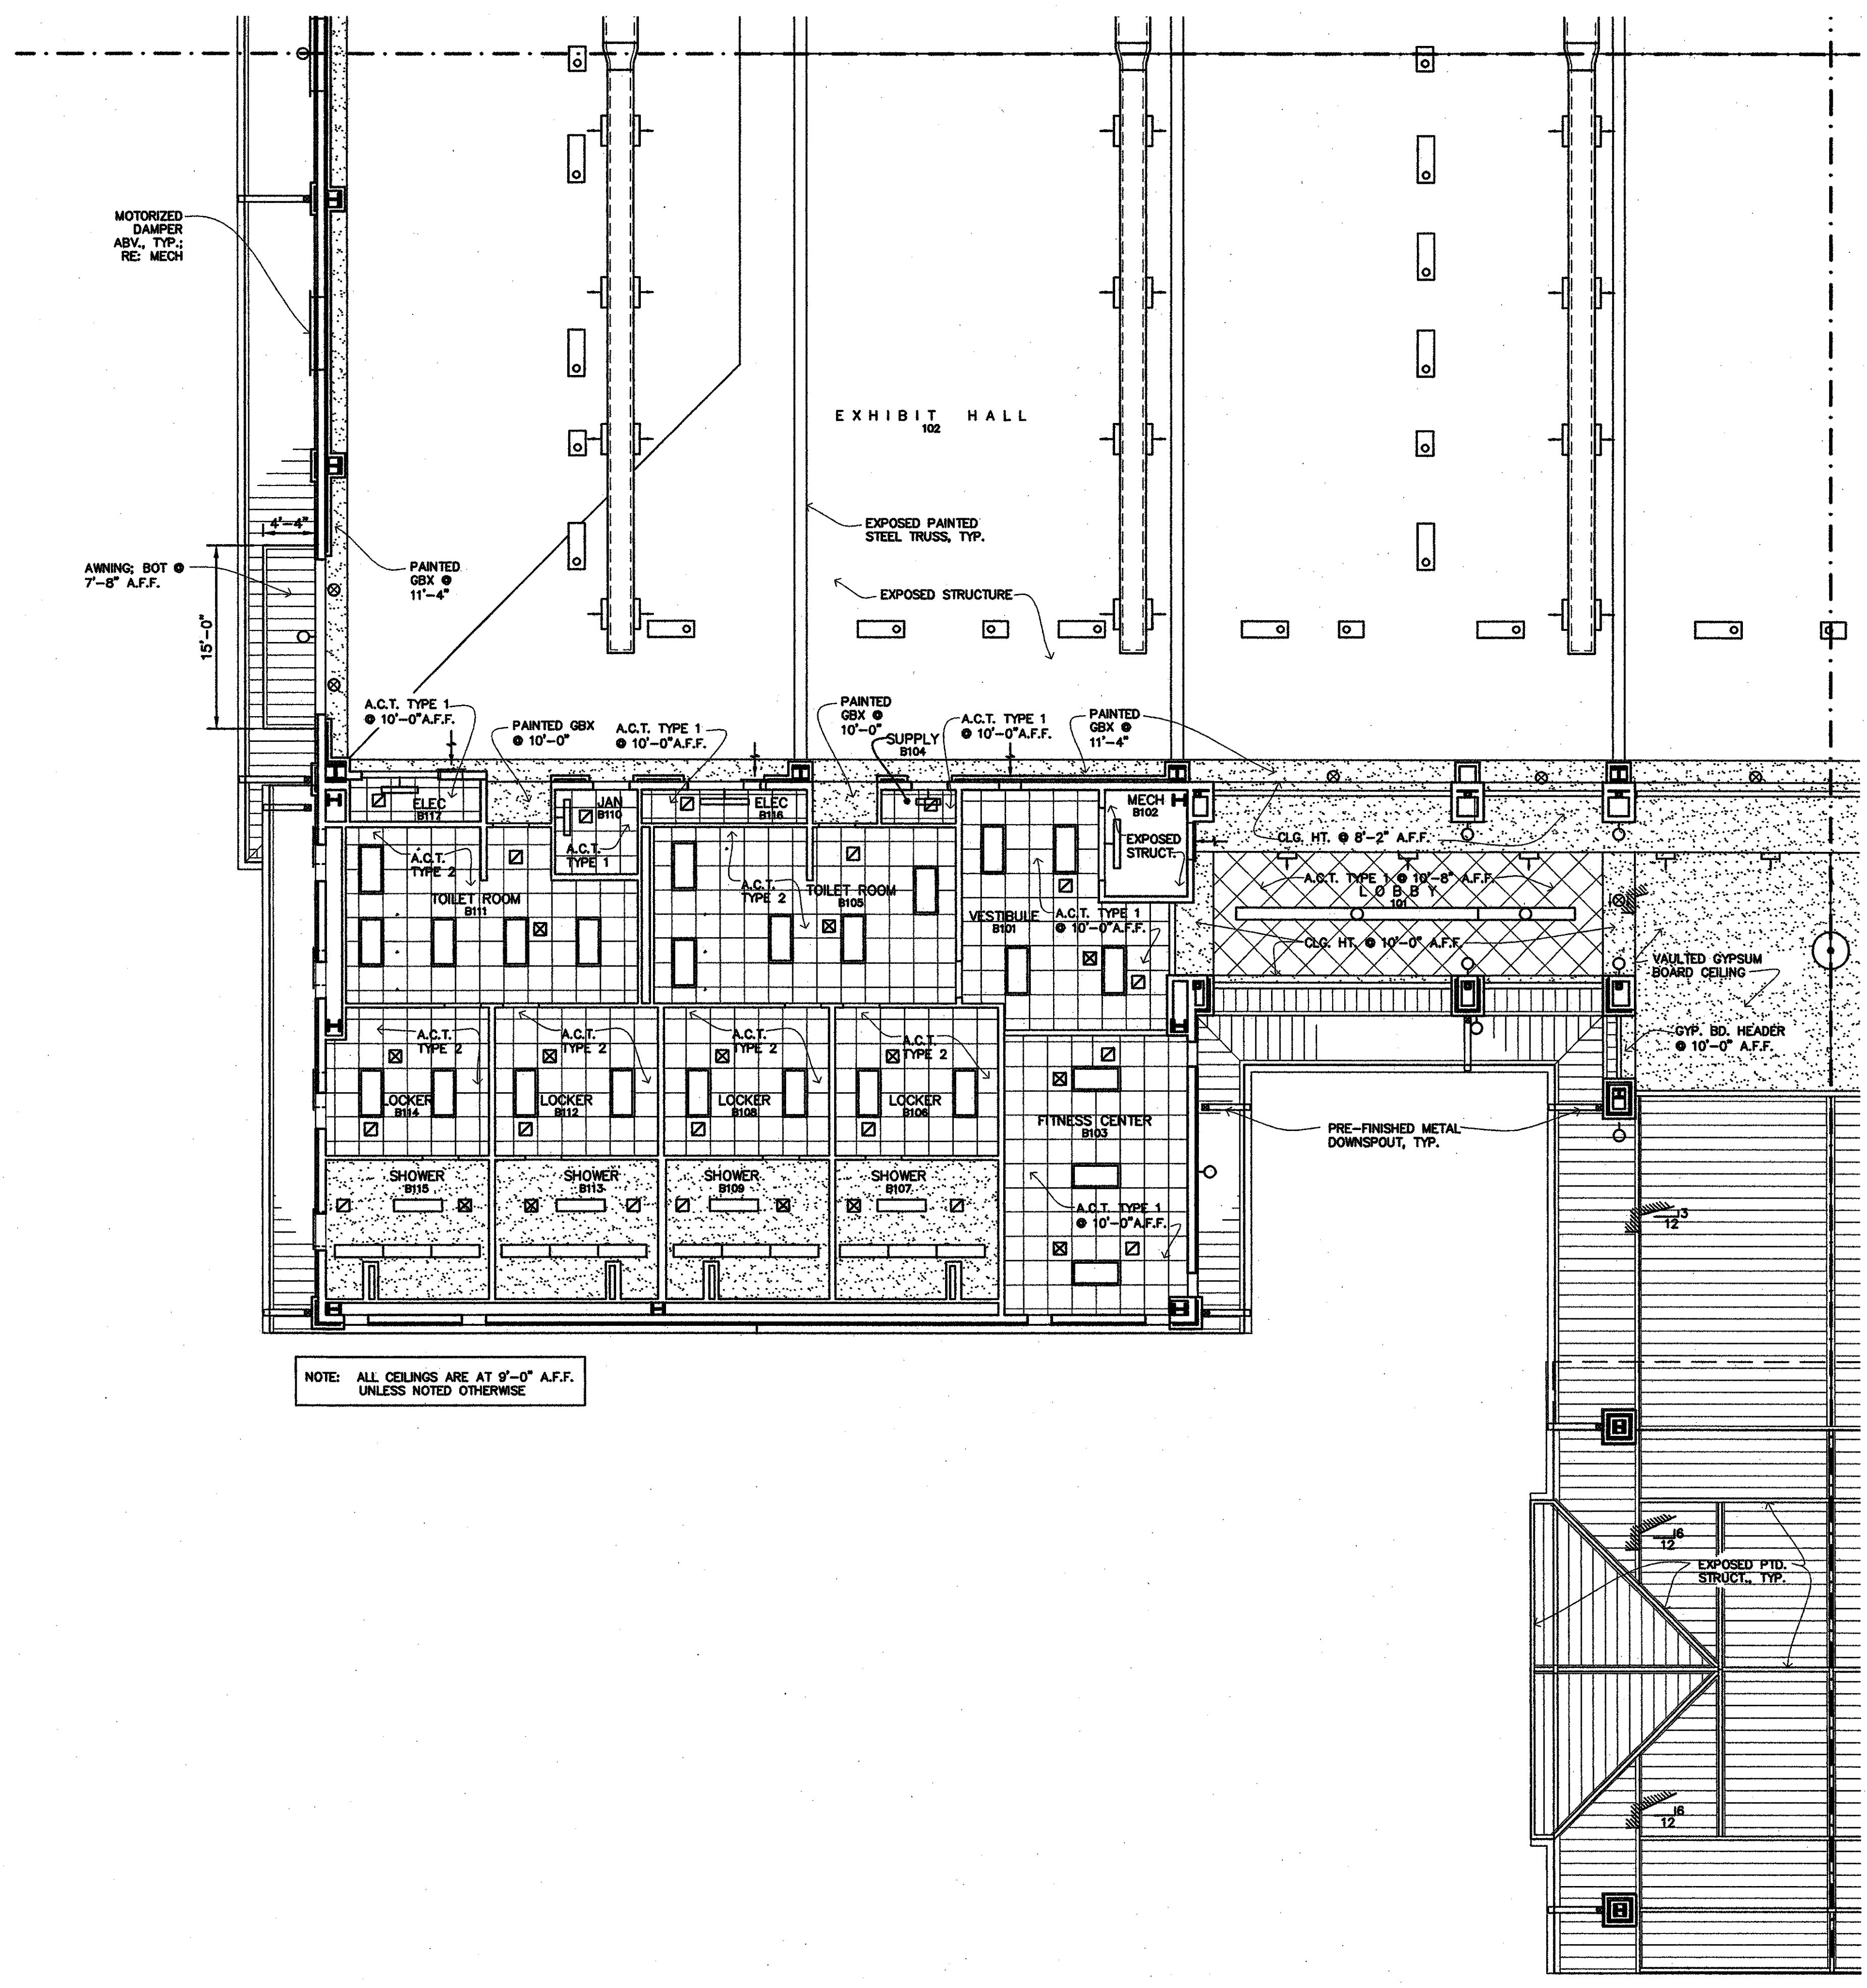 MOTORIZED
DAMPER
ABV., TYP.;
RE: MECH
EXHIBIT HALL
102
EXPOSED PAINTED
STEEL TRUSS, TYP.
4'-4"
AWNING; BOT @
7'-8" A.F.F.
15'-0"
PAINTED
GBX @
11'-4"
EXPOSED STRUCTURE
A.C.T. TYPE 1
@ 10'-0"A.F.F.
PAINTED GBX
@ 10'-0"
A.C.T. TYPE 1
@ 10'-0"A.F.F.
PAINTED
GBX @
10'-0"
SUPPLY
B104
A.C.T. TYPE 1
@ 10'-0"A.F.F.
PAINTED
GBX @
11'-4"
ELEC
B117
JAN
B110
ELEC
B116
MECH
B102
EXPOSED
STRUCT.
CLG. HT. @ 8'-2" A.F.F.
A.C.T.
TYPE 2
A.C.T.
TYPE 1
A.C.T.
TYPE 2
TOILET ROOM
B111
TOILET ROOM
B105
A.C.T. TYPE 1 @ 10'-8" A.F.F.
LOBBY
101
VESTIBULE
B101
A.C.T. TYPE 1
@ 10'-0"A.F.F.
CLG. HT. @ 10'-0" A.F.F.
VAULTED GYPSUM
BOARD CEILING
GYP. BD. HEADER
@ 10'-0" A.F.F.
A.C.T.
TYPE 2
A.C.T.
TYPE 2
A.C.T.
TYPE 2
A.C.T.
TYPE 2
LOCKER
B114
LOCKER
B112
LOCKER
B108
LOCKER
B106
FITNESS CENTER
B103
PRE-FINISHED METAL
DOWNSPOUT, TYP.
SHOWER
B115
SHOWER
B113
SHOWER
B109
SHOWER
B107
A.C.T. TYPE 1
@ 10'-0"A.F.F.
3
12
NOTE: ALL CEILINGS ARE AT 9'-0" A.F.F.
UNLESS NOTED OTHERWISE
6
12
EXPOSED PTD.
STRUCT., TYP.
6
12